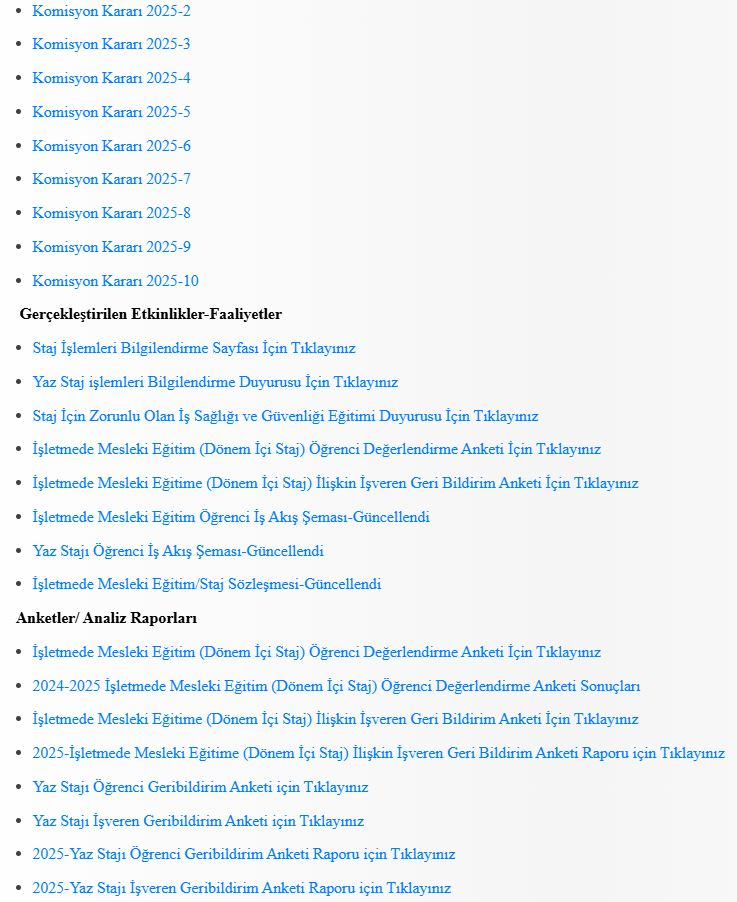 Komisyon Kararı 2025-2
Komisyon Kararı 2025-3
Komisyon Kararı 2025-4
Komisyon Kararı 2025-5
Komisyon Kararı 2025-6
Komisyon Kararı 2025-7
Komisyon Kararı 2025-8
Komisyon Kararı 2025-9
Komisyon Kararı 2025-10
Gerçekleştirilen Etkinlikler-Faaliyetler
Staj İşlemleri Bilgilendirme Sayfası İçin Tıklayınız
Yaz Staj işlemleri Bilgilendirme Duyurusu İçin Tıklayınız
Staj İçin Zorunlu Olan İş Sağlığı ve Güvenliği Eğitimi Duyurusu İçin Tıklayınız
İşletmede Mesleki Eğitim (Dönem İçi Staj) Öğrenci Değerlendirme Anketi İçin Tıklayınız
İşletmede Mesleki Eğitime (Dönem İçi Staj) İlişkin İşveren Geri Bildirim Anketi İçin Tıklayınız
İşletmede Mesleki Eğitim Öğrenci İş Akış Şeması-Güncellendi
Yaz Stajı Öğrenci İş Akış Şeması-Güncellendi
İşletmede Mesleki Eğitim/Staj Sözleşmesi-Güncellendi
Anketler/ Analiz Raporları
İşletmede Mesleki Eğitim (Dönem İçi Staj) Öğrenci Değerlendirme Anketi İçin Tıklayınız
2024-2025 İşletmede Mesleki Eğitim (Dönem İçi Staj) Öğrenci Değerlendirme Anketi Sonuçları
İşletmede Mesleki Eğitime (Dönem İçi Staj) İlişkin İşveren Geri Bildirim Anketi İçin Tıklayınız
2025-İşletmede Mesleki Eğitime (Dönem İçi Staj) İlişkin İşveren Geri Bildirim Anketi Raporu için Tıklayınız
Yaz Stajı Öğrenci Geribildirim Anketi için Tıklayınız
Yaz Stajı İşveren Geribildirim Anketi için Tıklayınız
2025-Yaz Stajı Öğrenci Geribildirim Anketi Raporu için Tıklayınız
2025-Yaz Stajı İşveren Geribildirim Anketi Raporu için Tıklayınız